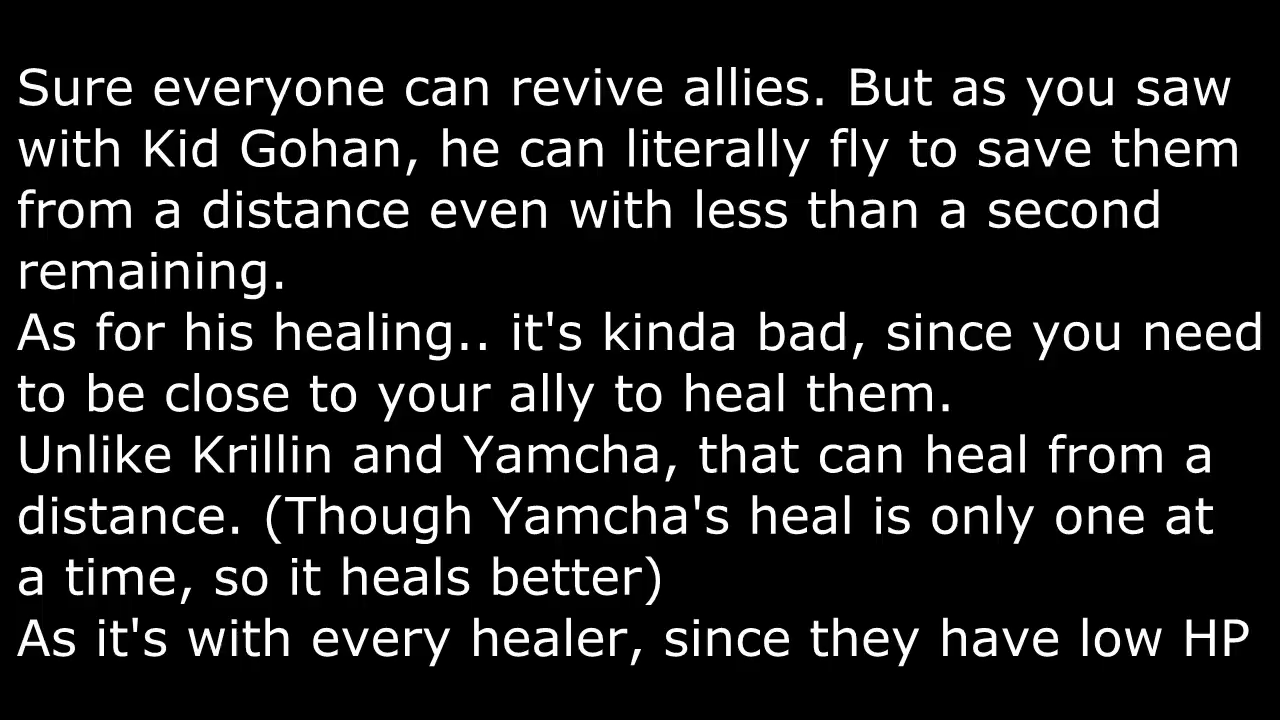 Sure everyone can revive allies. But as you saw
with Kid Gohan, he can literally fly to save them
from a distance even with less than a second
remaining.
As for his healing.. it's kinda bad, since you need
to be close to your ally to heal them.
Unlike Krillin and Yamcha, that can heal from a
distance. (Though Yamcha's heal is only one at
a time, so it heals better)
As it's with every healer, since they have low HP